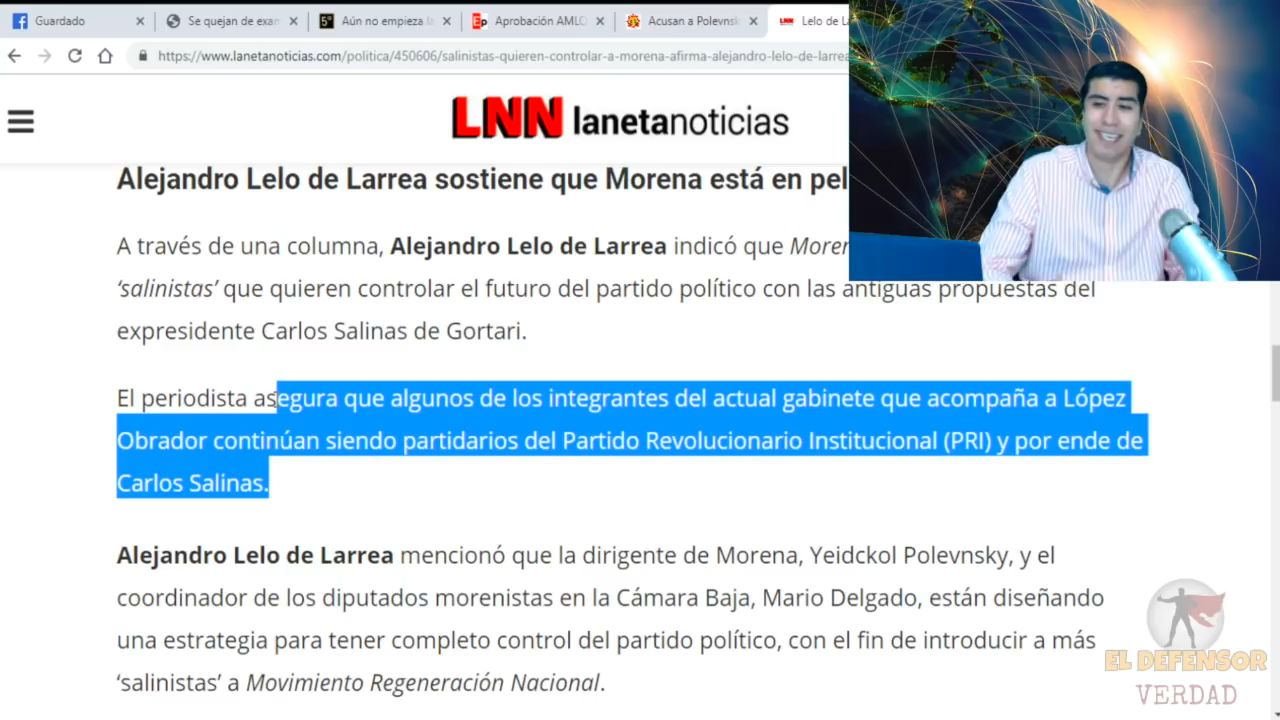 Guardado
Se quejan de exar
5º
Aún no empieza la
Ep
Aprobación AMLO
Acusan a Polevnsk
LNN
Lelo de L
https://www.lanetanoticias.com/politica/450606/salinistas-quieren-controlar-a-morena-afirma-alejandro-lelo-de-larrea
LNN lanetanoticias
Alejandro Lelo de Larrea sostiene que Morena está en pel
A través de una columna, Alejandro Lelo de Larrea indicó que Moren
‘salinistas’ que quieren controlar el futuro del partido político con las antiguas propuestas del
expresidente Carlos Salinas de Gortari.
El periodista asegura que algunos de los integrantes del actual gabinete que acompaña a López
Obrador continúan siendo partidarios del Partido Revolucionario Institucional (PRI) y por ende de
Carlos Salinas.
Alejandro Lelo de Larrea mencionó que la dirigente de Morena, Yeidckol Polevnsky, y el
coordinador de los diputados morenistas en la Cámara Baja, Mario Delgado, están diseñando
una estrategia para tener completo control del partido político, con el fin de introducir a más
‘salinistas’ a Movimiento Regeneración Nacional.
EL DEFENSOR
VERDAD